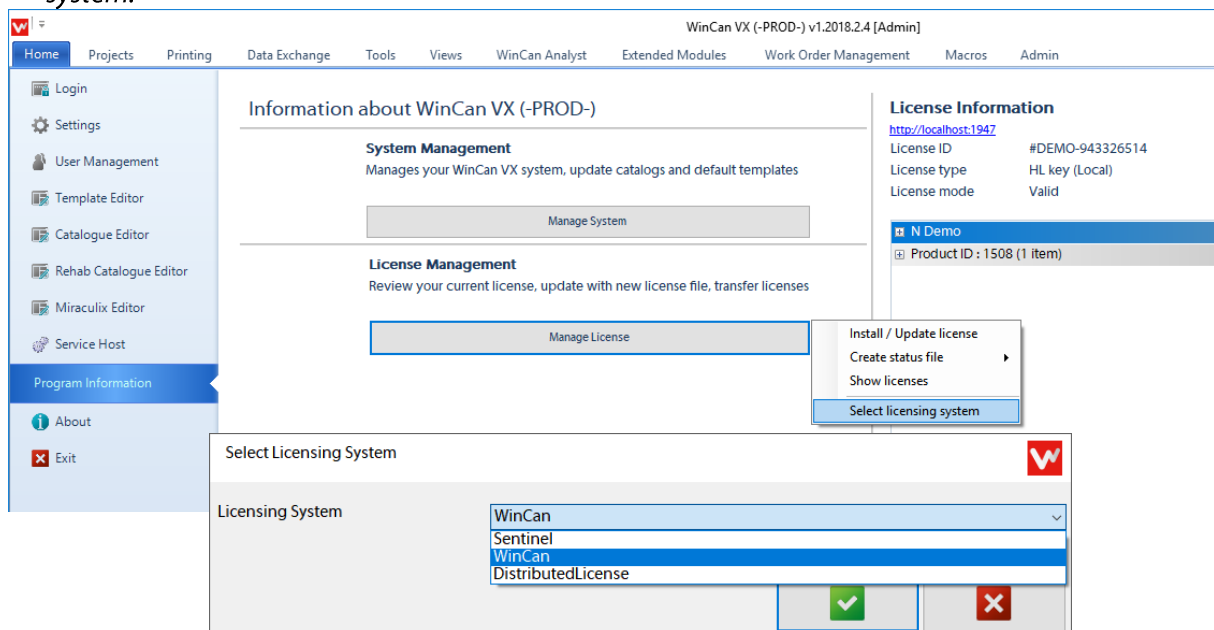 system.
WinCan VX (-PROD-) v1.2018.2.4 [Admin]
Home Projects Printing Data Exchange Tools Views WinCan Analyst Extended Modules Work Order Management Macros Admin
Login
Settings
User Management
Template Editor
Catalogue Editor
Rehab Catalogue Editor
Miraculix Editor
Service Host
Program Information
About
Exit
Information about WinCan VX (-PROD-)
System Management
Manages your WinCan VX system, update catalogs and default templates
Manage System
License Management
Review your current license, update with new license file, transfer licenses
Manage License
License Information
http://localhost:1947
License ID #DEMO-943326514
License type HL key (Local)
License mode Valid
N Demo
Product ID : 1508 (1 item)
Install / Update license
Create status file
Show licenses
Select licensing system
Select Licensing System
Licensing System WinCan
Sentinel
WinCan
DistributedLicense